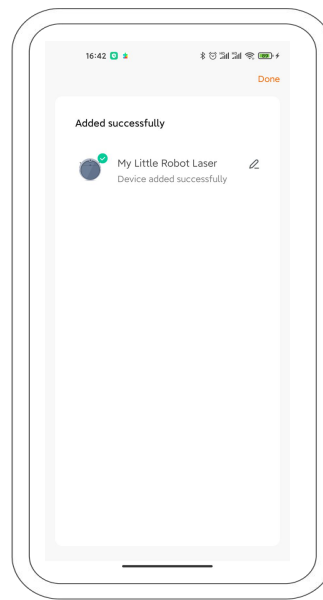 16:42
Done
Added successfully
My Little Robot Laser
Device added successfully